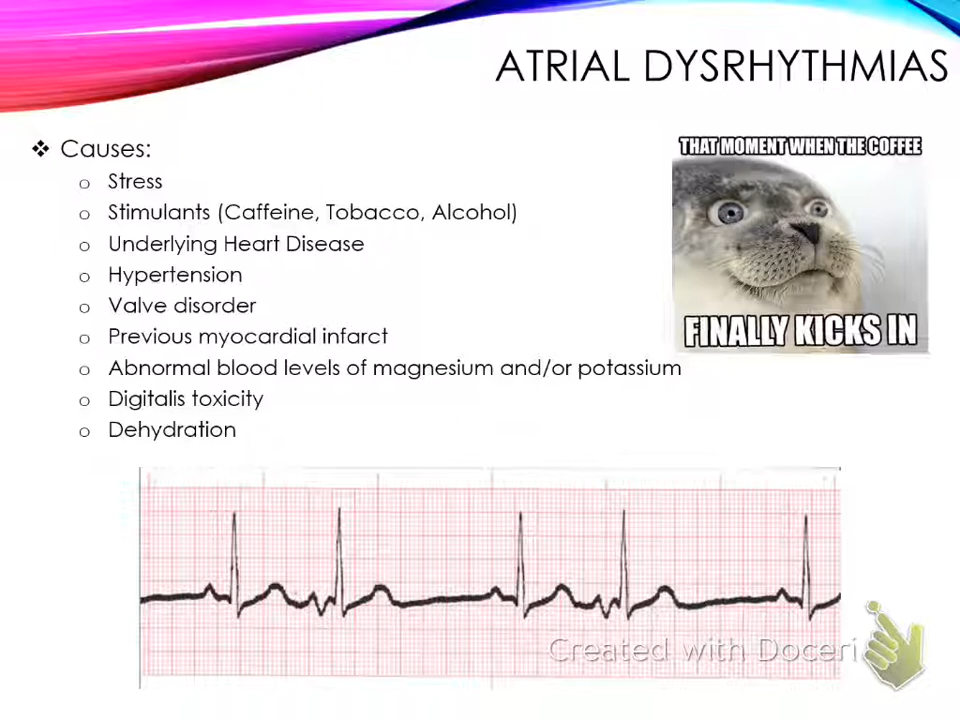 ATRIAL DYSRHYTHMIAS
❖ Causes:
o Stress
o Stimulants (Caffeine, Tobacco, Alcohol)
o Underlying Heart Disease
o Hypertension
o Valve disorder
o Previous myocardial infarct
o Abnormal blood levels of magnesium and/or potassium
o Digitalis toxicity
o Dehydration
THAT MOMENT WHEN THE COFFEE
FINALLY KICKS IN
Created with Doceri